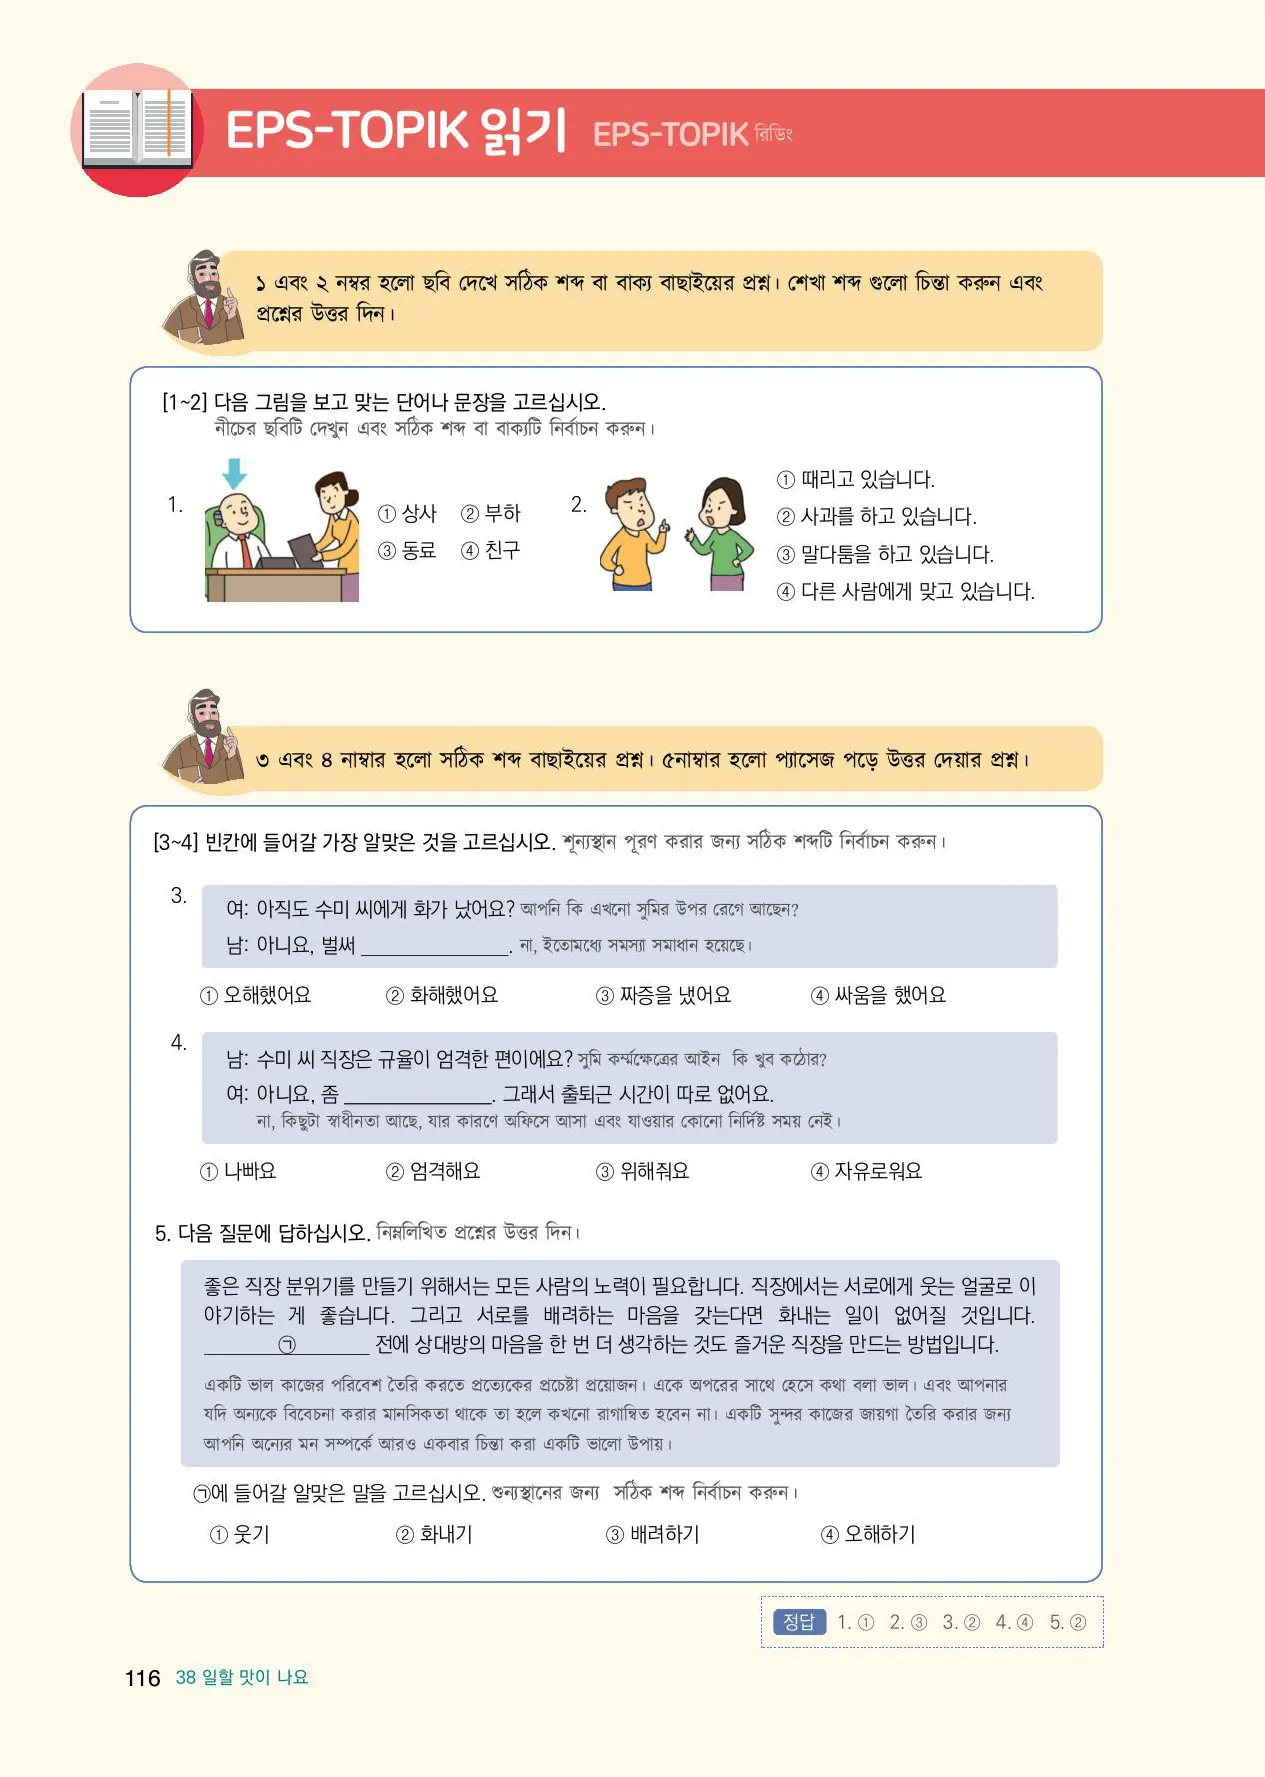 EPS-TOPIK 읽기 EPS-TOPIK রিডিং
১ এবং ২ নম্বর হলো ছবি দেখে সঠিক শব্দ বা বাক্য বাছাইয়ের প্রশ্ন। শেখা শব্দ গুলো চিন্তা করুন এবং
প্রশ্নের উত্তর দিন।
[1~2] 다음 그림을 보고 맞는 단어나 문장을 고르십시오.
নীচের ছবিটি দেখুন এবং সঠিক শব্দ বা বাক্যটি নির্বাচন করুন।
1.
① 상사 ② 부하
③ 동료 ④ 친구
2.
① 때리고 있습니다.
② 사과를 하고 있습니다.
③ 말다툼을 하고 있습니다.
④ 다른 사람에게 맞고 있습니다.
৩ এবং ৪ নাম্বার হলো সঠিক শব্দ বাছাইয়ের প্রশ্ন। ৫নাম্বার হলো প্যাসেজ পড়ে উত্তর দেয়ার প্রশ্ন।
[3~4] 빈칸에 들어갈 가장 알맞은 것을 고르십시오. শূন্যস্থান পূরণ করার জন্য সঠিক শব্দটি নির্বাচন করুন।
3.
여: 아직도 수미 씨에게 화가 났어요? আপনি কি এখনো সুমির উপর রেগে আছেন?
남: 아니요, 벌써 ______________. না, ইতোমধ্যে সমস্যা সমাধান হয়েছে।
① 오해했어요 ② 화해했어요 ③ 짜증을 냈어요 ④ 싸움을 했어요
4.
남: 수미 씨 직장은 규율이 엄격한 편이에요? সুমি কর্ম্মক্ষেত্রের আইন কি খুব কঠোর?
여: 아니요, 좀 ______________. 그래서 출퇴근 시간이 따로 없어요.
না, কিছুটা স্বাধীনতা আছে, যার কারণে অফিসে আসা এবং যাওয়ার কোনো নির্দিষ্ট সময় নেই।
① 나빠요 ② 엄격해요 ③ 위해줘요 ④ 자유로워요
5. 다음 질문에 답하십시오. নিম্নলিখিত প্রশ্নের উত্তর দিন।
좋은 직장 분위기를 만들기 위해서는 모든 사람의 노력이 필요합니다. 직장에서는 서로에게 웃는 얼굴로 이
야기하는 게 좋습니다. 그리고 서로를 배려하는 마음을 갖는다면 화내는 일이 없어질 것입니다.
______㉠______ 전에 상대방의 마음을 한 번 더 생각하는 것도 즐거운 직장을 만드는 방법입니다.
একটি ভাল কাজের পরিবেশ তৈরি করতে প্রত্যেকের প্রচেষ্টা প্রয়োজন। একে অপরের সাথে হেসে কথা বলা ভাল। এবং আপনার
যদি অন্যকে বিবেচনা করার মানসিকতা থাকে তা হলে কখনো রাগান্বিত হবেন না। একটি সুন্দর কাজের জায়গা তৈরি করার জন্য
আপনি অন্যের মন সম্পর্কে আরও একবার চিন্তা করা একটি ভালো উপায়।
㉠에 들어갈 알맞은 말을 고르십시오. শুন্যস্থানের জন্য সঠিক শব্দ নির্বাচন করুন।
① 웃기 ② 화내기 ③ 배려하기 ④ 오해하기
정답 1. ① 2. ③ 3. ② 4. ④ 5. ②
116 38 일할 맛이 나요